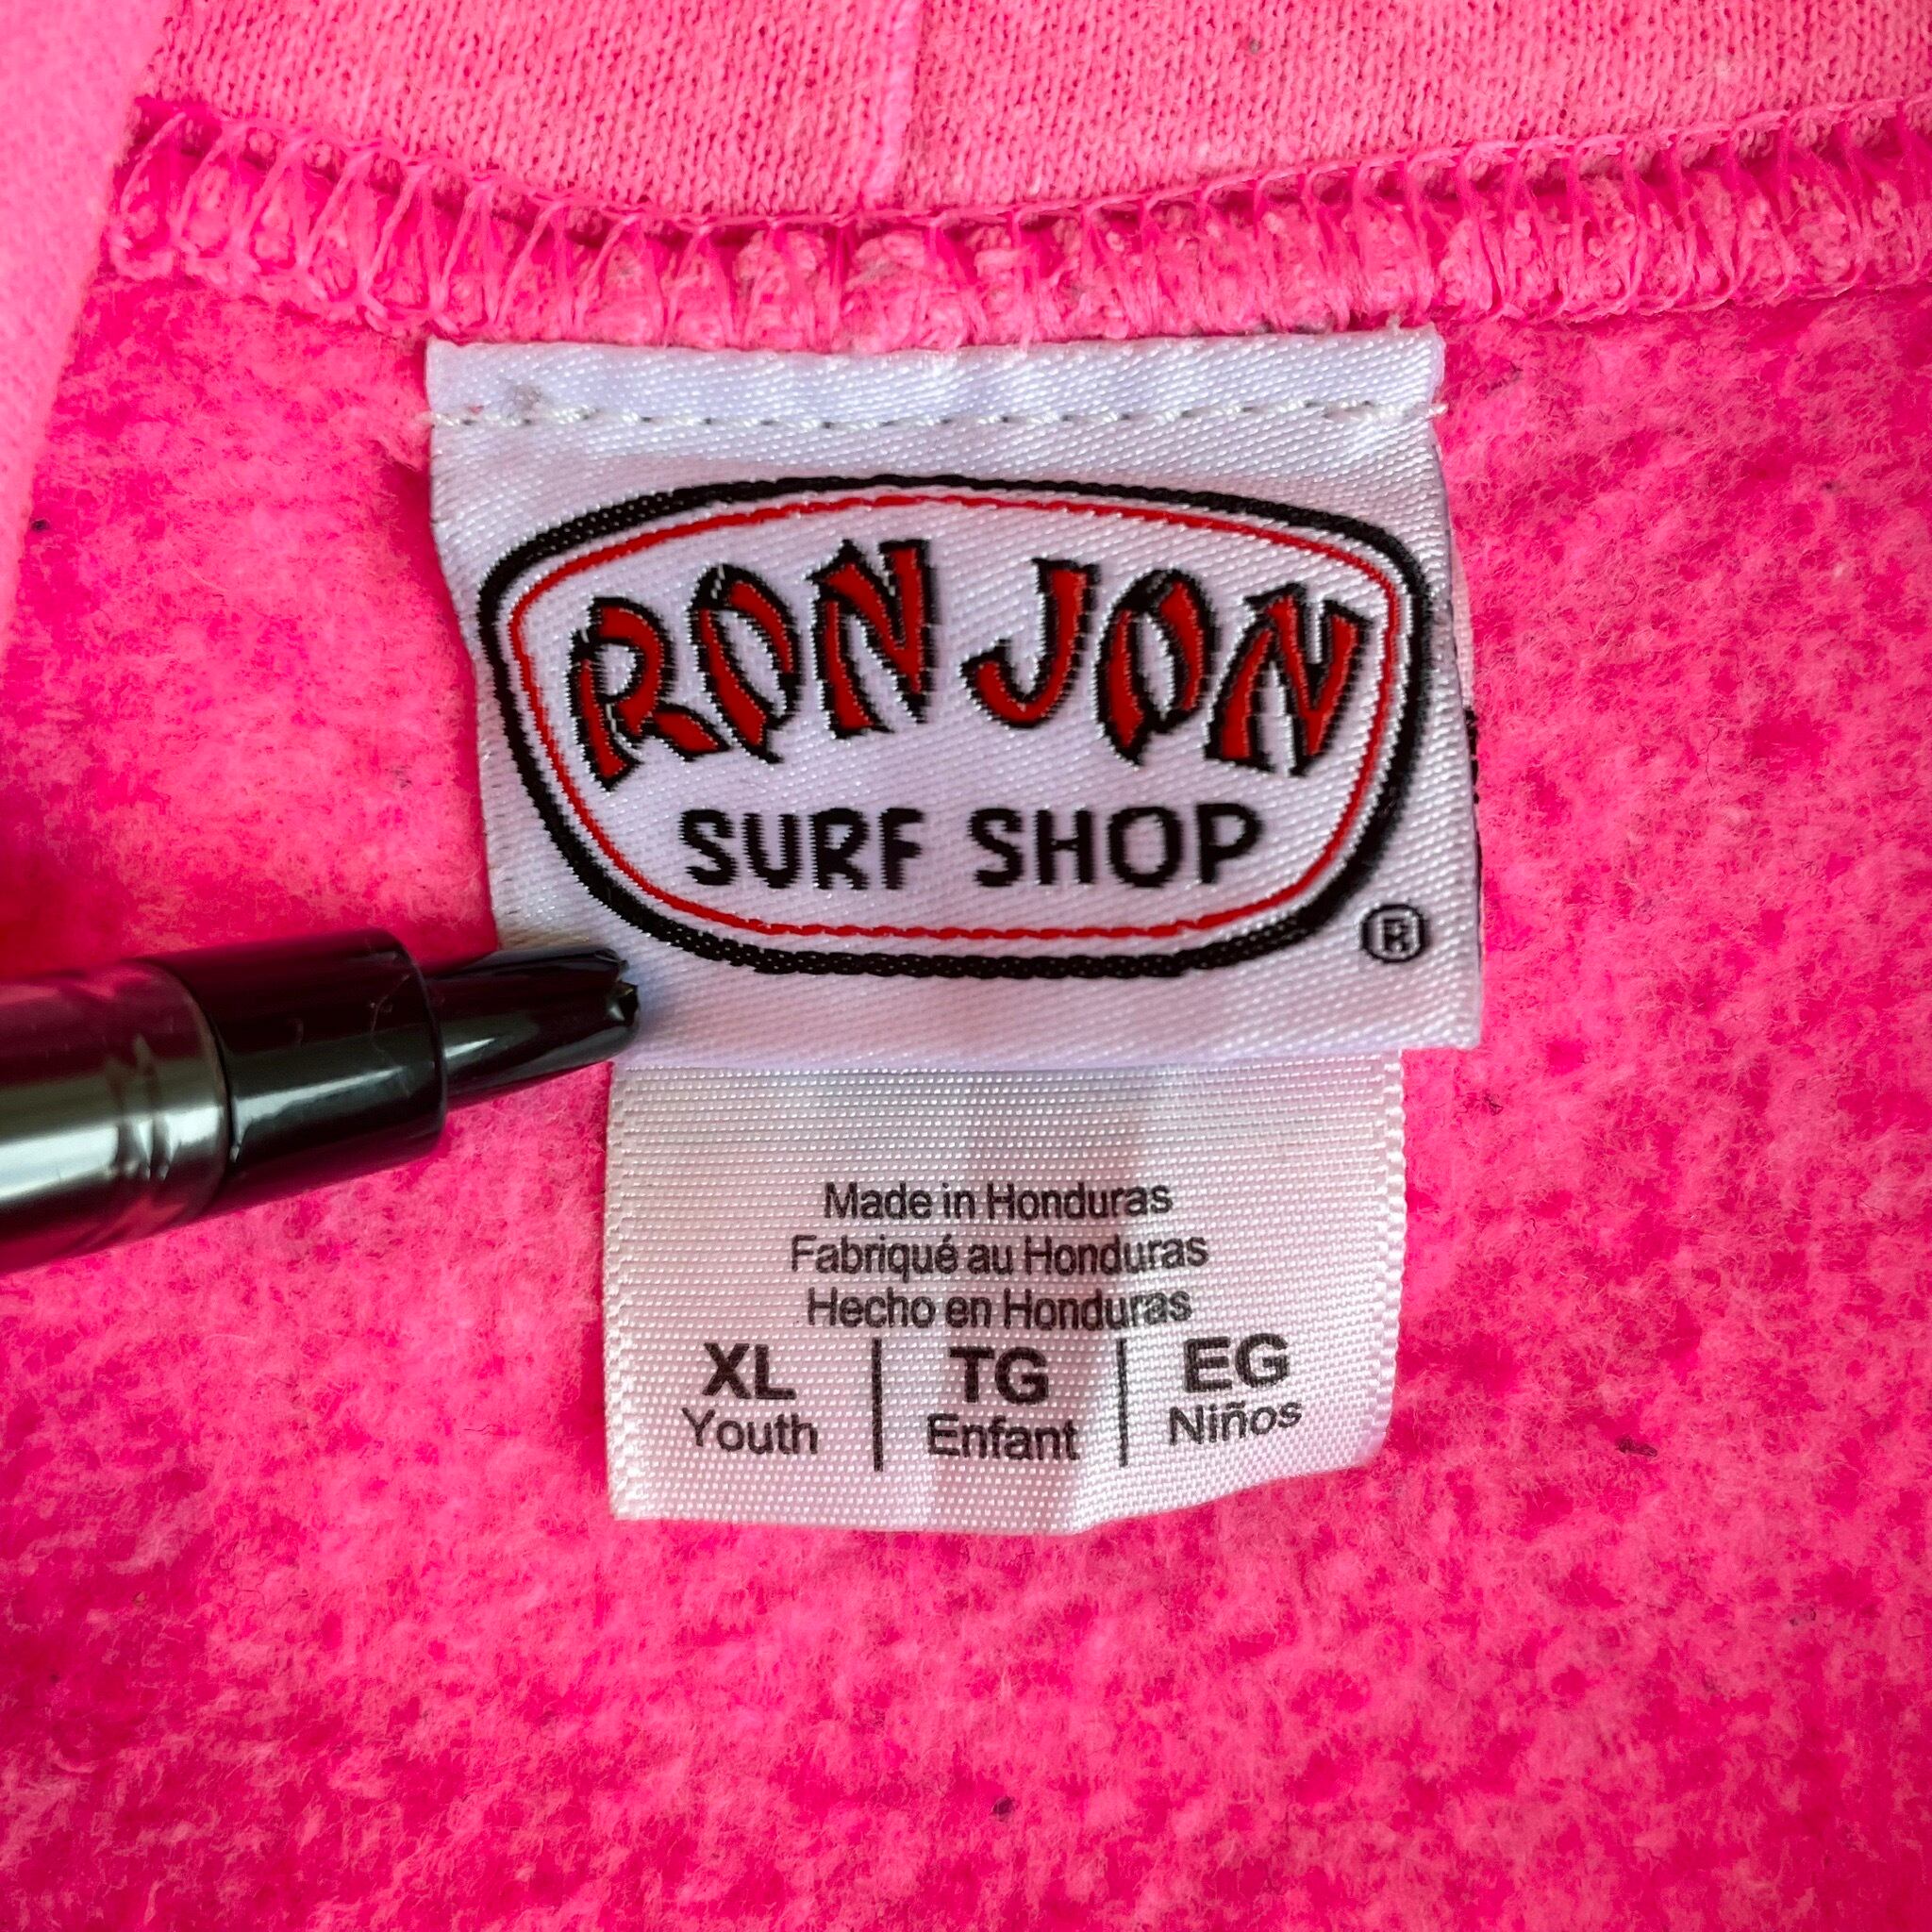 RON JON
SURF SHOP
®
Made in Honduras
Fabriqué au Honduras
Hecho en Honduras
XL | TG | EG
Youth | Enfant | Niños